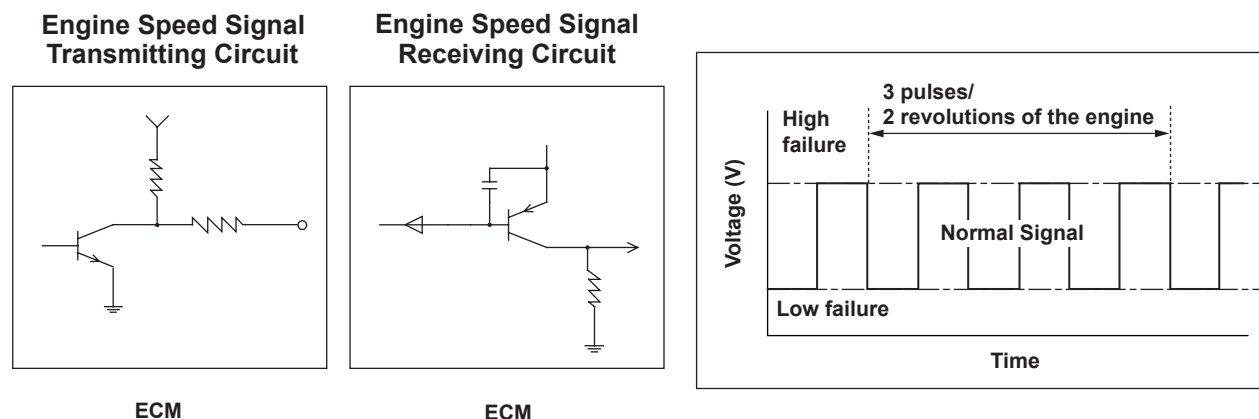 Engine Speed Signal
Transmitting Circuit
Engine Speed Signal
Receiving Circuit
ECM
ECM
3 pulses/
2 revolutions of the engine
High
failure
Voltage (V)
Normal Signal
Low failure
Time